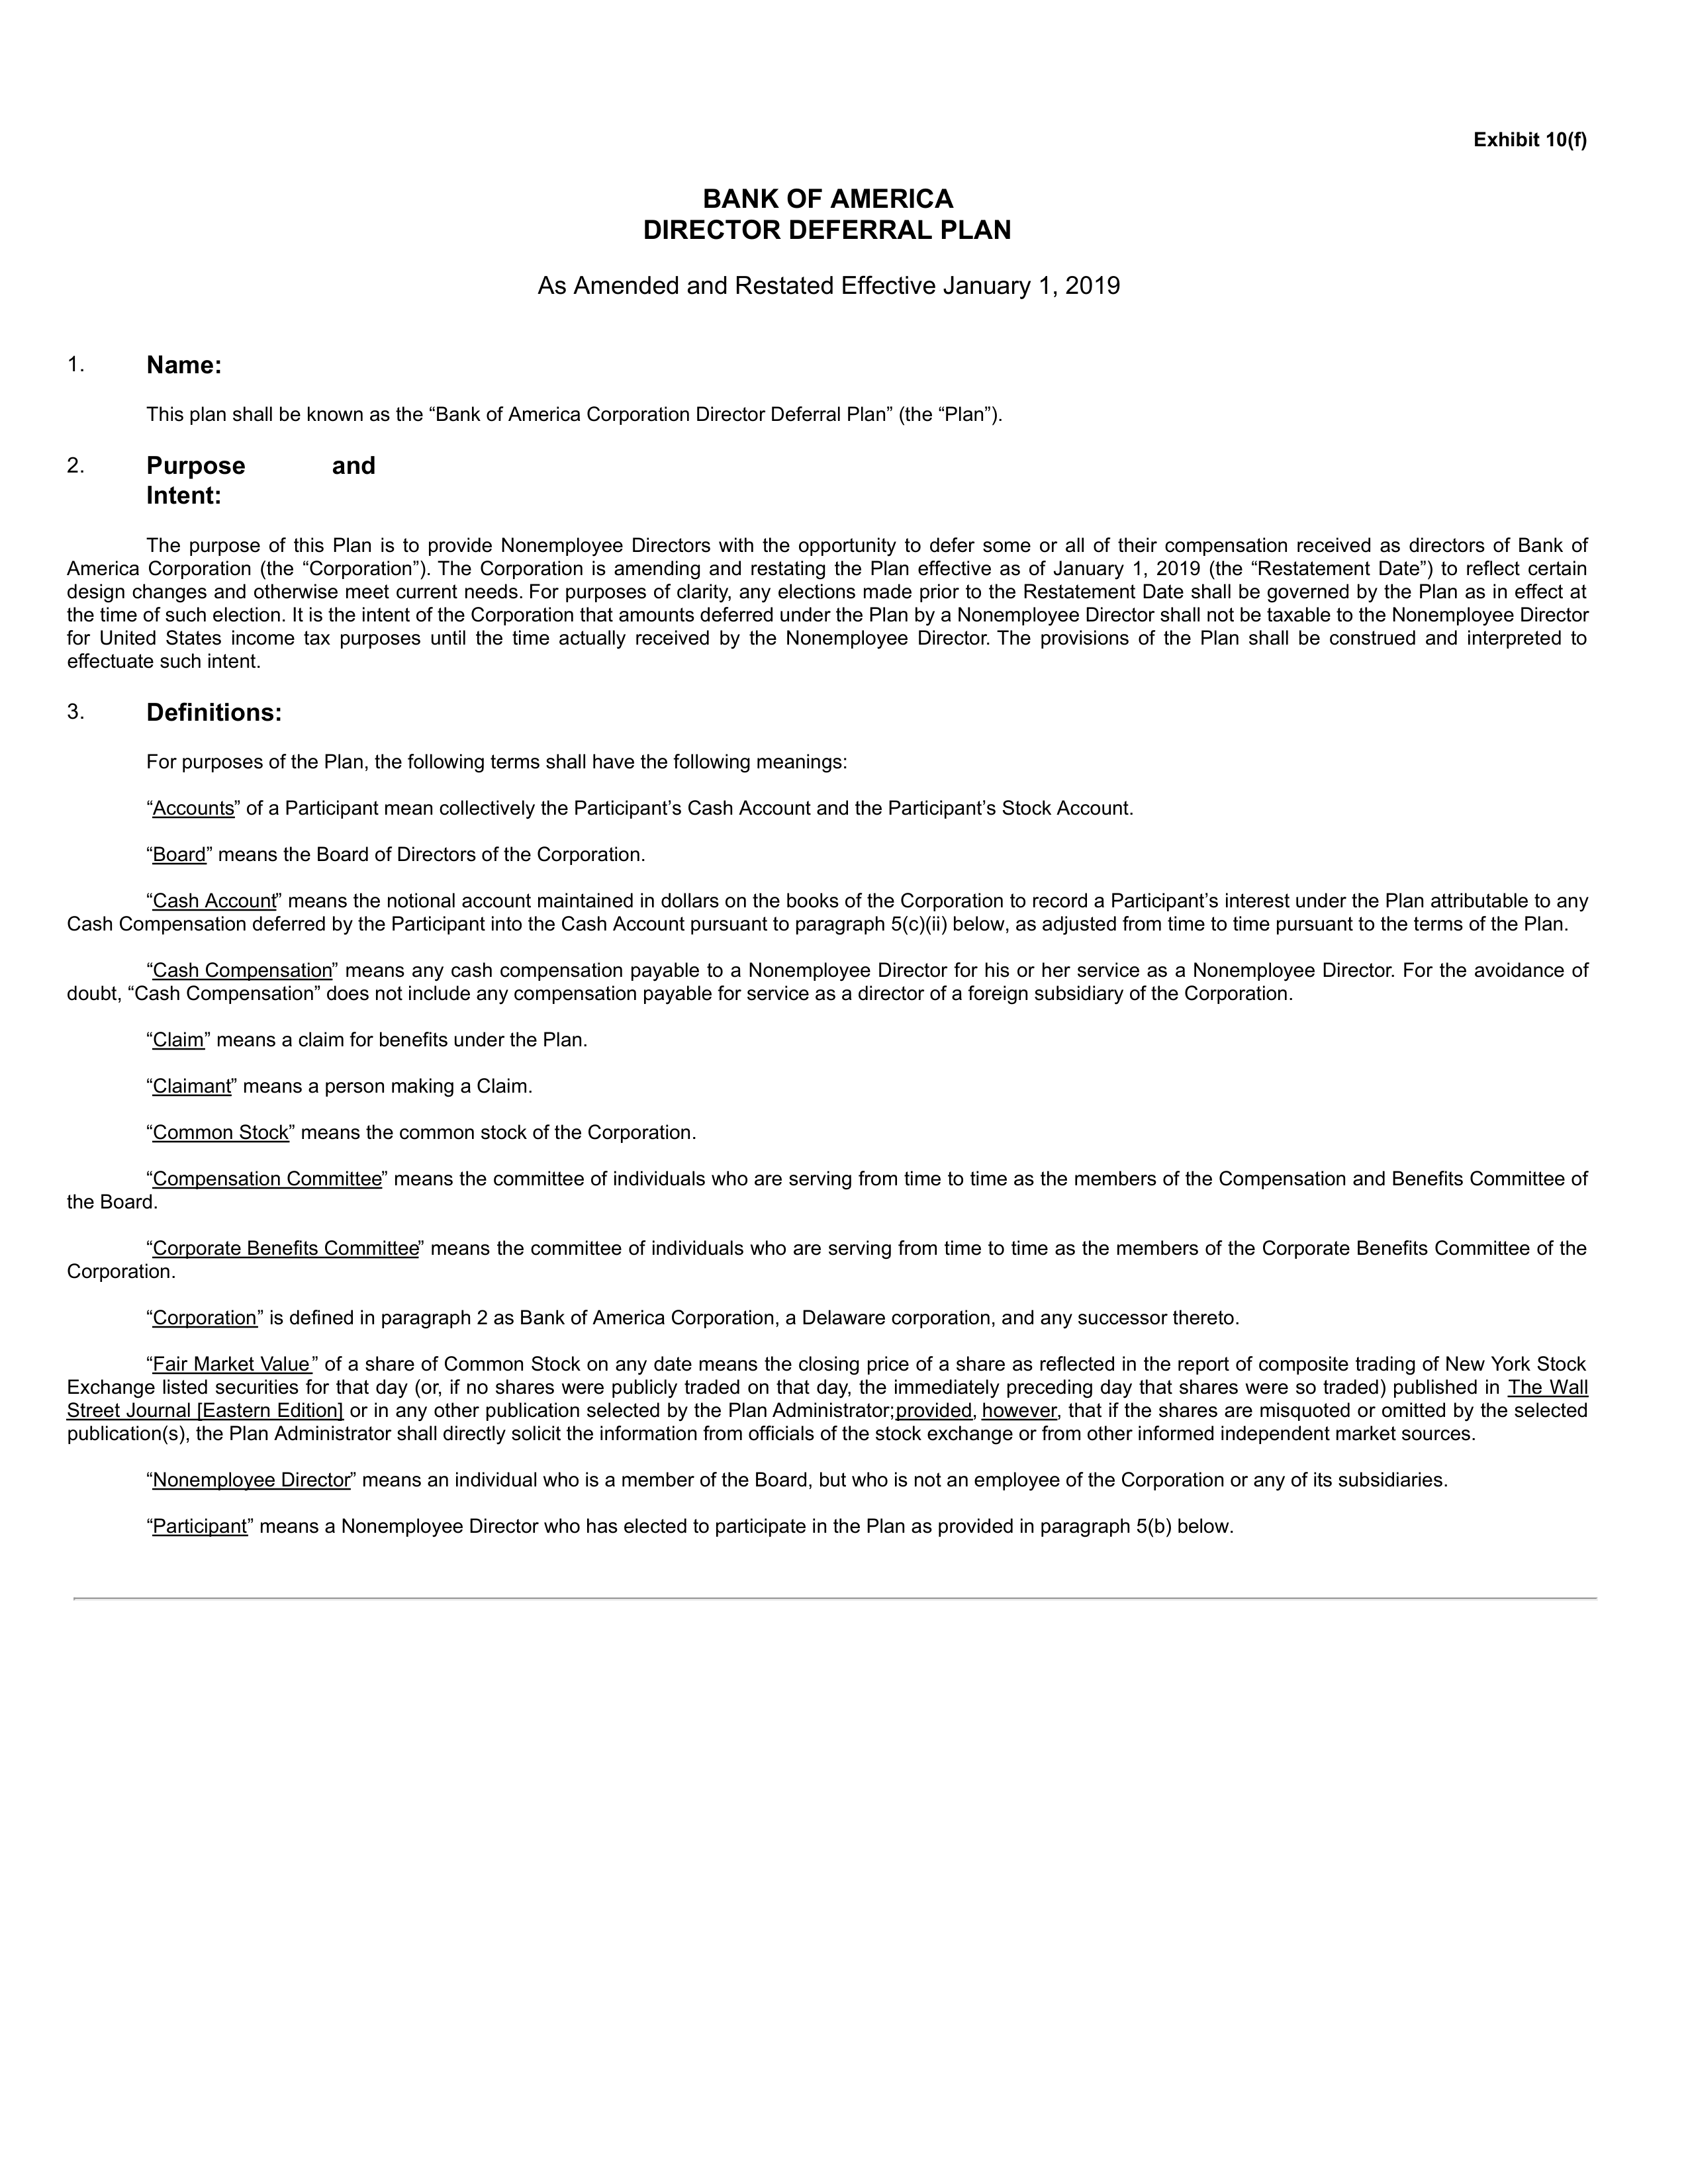 Exhibit 10(f)
BANK OF AMERICA
DIRECTOR DEFERRAL PLAN
As Amended and Restated Effective January 1, 2019
1. Name:
This plan shall be known as the “Bank of America Corporation Director Deferral Plan” (the “Plan”).
2. Purpose and
Intent:
The purpose of this Plan is to provide Nonemployee Directors with the opportunity to defer some or all of their compensation received as directors of Bank of
America Corporation (the “Corporation”). The Corporation is amending and restating the Plan effective as of January 1, 2019 (the “Restatement Date”) to reflect certain
design changes and otherwise meet current needs. For purposes of clarity, any elections made prior to the Restatement Date shall be governed by the Plan as in effect at
the time of such election. It is the intent of the Corporation that amounts deferred under the Plan by a Nonemployee Director shall not be taxable to the Nonemployee Director
for United States income tax purposes until the time actually received by the Nonemployee Director. The provisions of the Plan shall be construed and interpreted to
effectuate such intent.
3. Definitions:
For purposes of the Plan, the following terms shall have the following meanings:
“Accounts” of a Participant mean collectively the Participant’s Cash Account and the Participant’s Stock Account.
“Board” means the Board of Directors of the Corporation.
“Cash Account” means the notional account maintained in dollars on the books of the Corporation to record a Participant’s interest under the Plan attributable to any
Cash Compensation deferred by the Participant into the Cash Account pursuant to paragraph 5(c)(ii) below, as adjusted from time to time pursuant to the terms of the Plan.
“Cash Compensation” means any cash compensation payable to a Nonemployee Director for his or her service as a Nonemployee Director. For the avoidance of
doubt, “Cash Compensation” does not include any compensation payable for service as a director of a foreign subsidiary of the Corporation.
“Claim” means a claim for benefits under the Plan.
“Claimant” means a person making a Claim.
“Common Stock” means the common stock of the Corporation.
“Compensation Committee” means the committee of individuals who are serving from time to time as the members of the Compensation and Benefits Committee of
the Board.
“Corporate Benefits Committee” means the committee of individuals who are serving from time to time as the members of the Corporate Benefits Committee of the
Corporation.
“Corporation” is defined in paragraph 2 as Bank of America Corporation, a Delaware corporation, and any successor thereto.
“Fair Market Value” of a share of Common Stock on any date means the closing price of a share as reflected in the report of composite trading of New York Stock
Exchange listed securities for that day (or, if no shares were publicly traded on that day, the immediately preceding day that shares were so traded) published in The Wall
Street Journal [Eastern Edition] or in any other publication selected by the Plan Administrator;provided, however, that if the shares are misquoted or omitted by the selected
publication(s), the Plan Administrator shall directly solicit the information from officials of the stock exchange or from other informed independent market sources.
“Nonemployee Director” means an individual who is a member of the Board, but who is not an employee of the Corporation or any of its subsidiaries.
“Participant” means a Nonemployee Director who has elected to participate in the Plan as provided in paragraph 5(b) below.